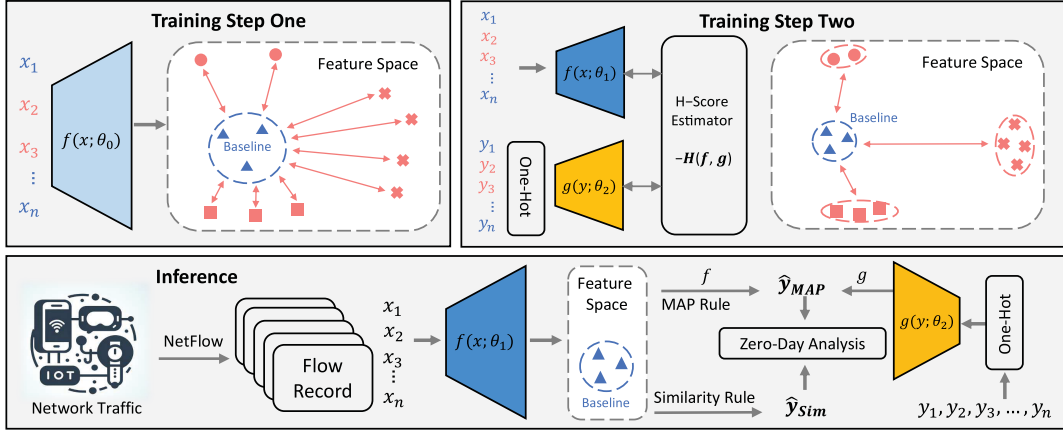 Training Step One
x₁
x₂
x₃
...
xₙ
f(x; θ₀)
Feature Space
Baseline
Training Step Two
x₁
x₂
x₃
...
xₙ
f(x; θ₁)
y₁
y₂
y₃
...
yₙ
One-Hot
g(y; θ₂)
H−Score
Estimator
-H(f, g)
Feature Space
Baseline
Inference
IOT
Network Traffic
NetFlow
Flow
Record
x₁
x₂
x₃
...
xₙ
f(x; θ₁)
Feature
Space
Baseline
f
MAP Rule
ŷ_MAP
g
Zero-Day Analysis
Similarity Rule
ŷ_Sim
g(y; θ₂)
One-Hot
y₁, y₂, y₃, ..., yₙ